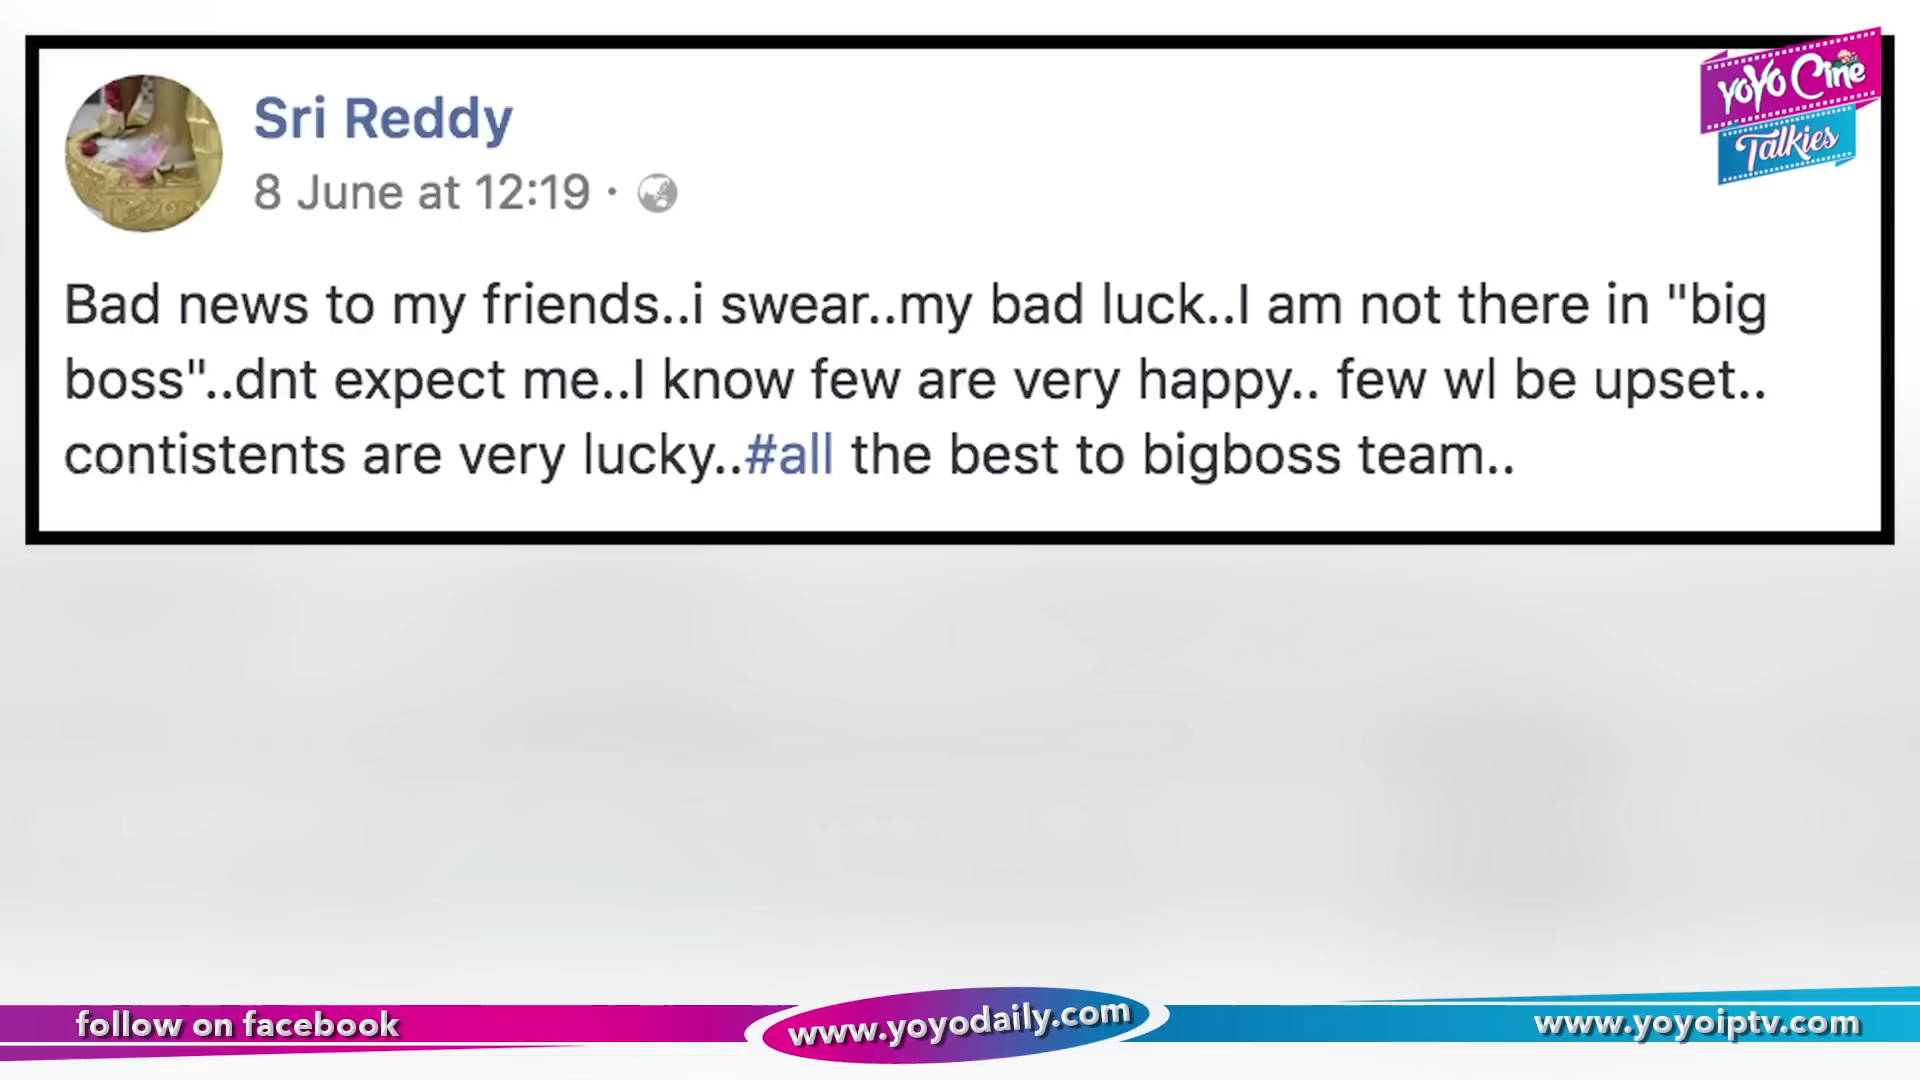 Sri Reddy
8 June at 12:19 ·
YOYO Cine
Talkies
Bad news to my friends..i swear..my bad luck..I am not there in "big
boss"..dnt expect me..I know few are very happy.. few wl be upset..
contistents are very lucky..#all the best to bigboss team..
follow on facebook
www.yoyodaily.com
www.yoyoiptv.com